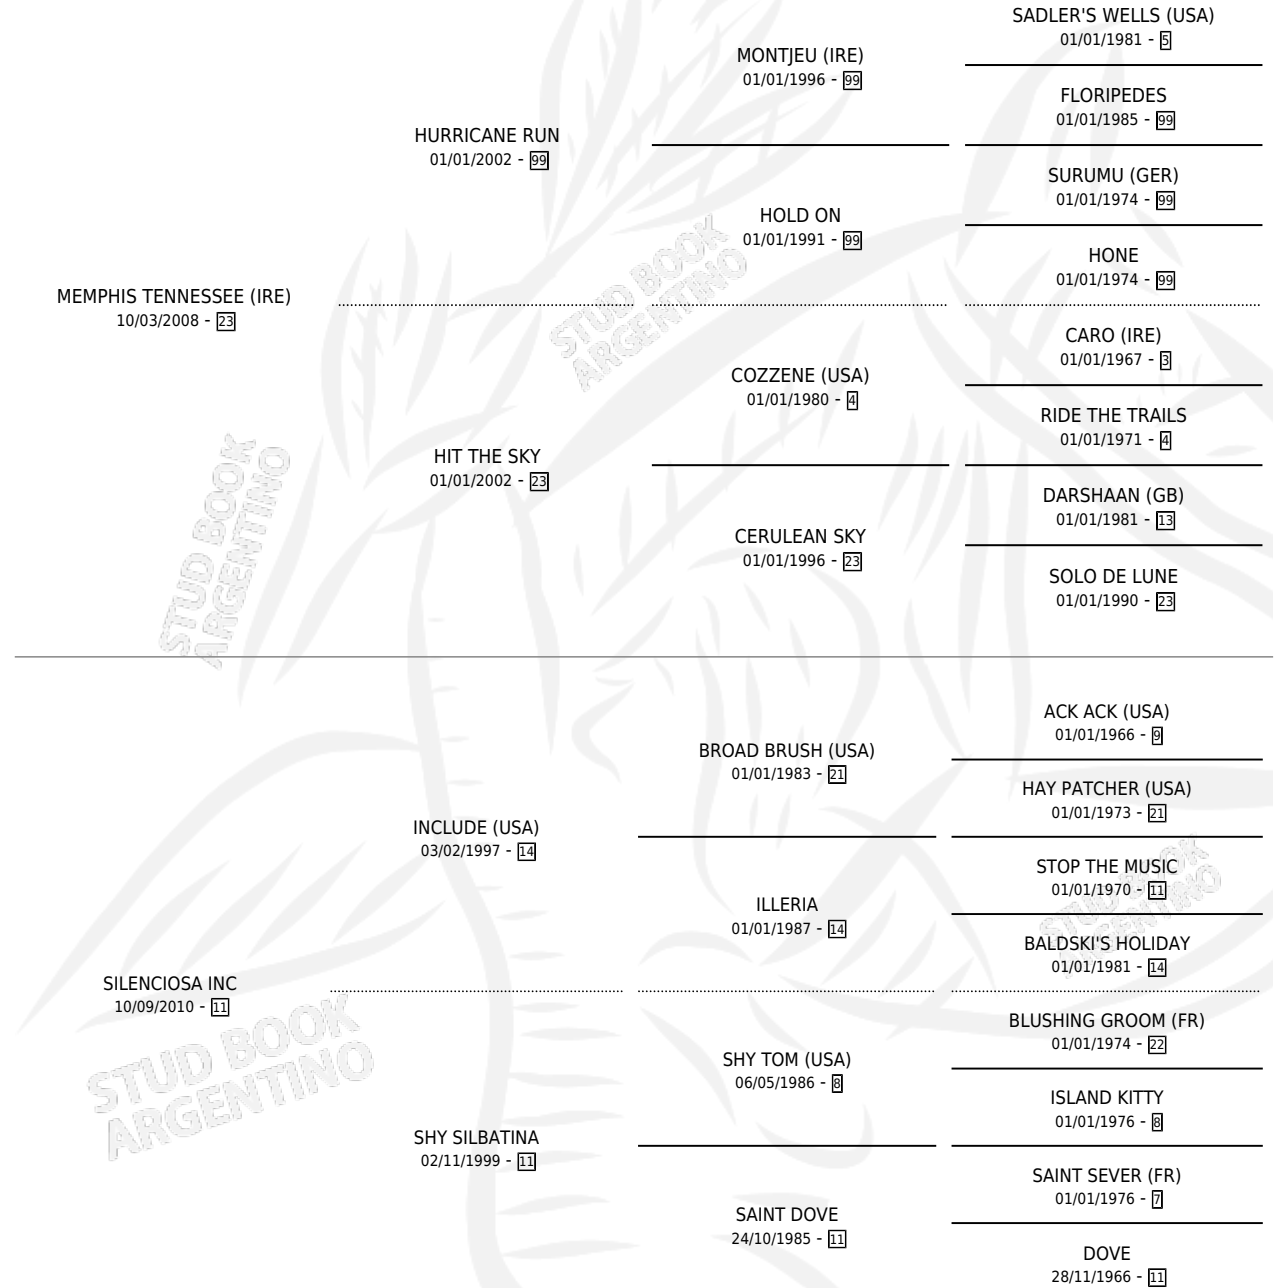 SADLER'S WELLS (USA)
01/01/1981 - 5
MONTJEU (IRE)
01/01/1996 - 99
FLORIPEDES
01/01/1985 - 99
HURRICANE RUN
01/01/2002 - 99
SURUMU (GER)
01/01/1974 - 99
HOLD ON
01/01/1991 - 99
HONE
01/01/1974 - 99
MEMPHIS TENNESSEE (IRE)
10/03/2008 - 23
CARO (IRE)
01/01/1967 - 3
COZZENE (USA)
01/01/1980 - 4
RIDE THE TRAILS
01/01/1971 - 4
HIT THE SKY
01/01/2002 - 23
DARSHAAN (GB)
01/01/1981 - 13
CERULEAN SKY
01/01/1996 - 23
SOLO DE LUNE
01/01/1990 - 23
STUD BOOK
ARGENTINO
STUD BOOK
ARGENTINO
ACK ACK (USA)
01/01/1966 - 9
BROAD BRUSH (USA)
01/01/1983 - 21
HAY PATCHER (USA)
01/01/1973 - 21
INCLUDE (USA)
03/02/1997 - 14
STOP THE MUSIC
01/01/1970 - 11
ILLERIA
01/01/1987 - 14
BALDSKI'S HOLIDAY
01/01/1981 - 14
STUD BOOK
ARGENTINO
SILENCIOSA INC
10/09/2010 - 11
BLUSHING GROOM (FR)
01/01/1974 - 22
SHY TOM (USA)
06/05/1986 - 8
ISLAND KITTY
01/01/1976 - 8
STUD BOOK
ARGENTINO
SHY SILBATINA
02/11/1999 - 11
SAINT SEVER (FR)
01/01/1976 - 7
SAINT DOVE
24/10/1985 - 11
DOVE
28/11/1966 - 11